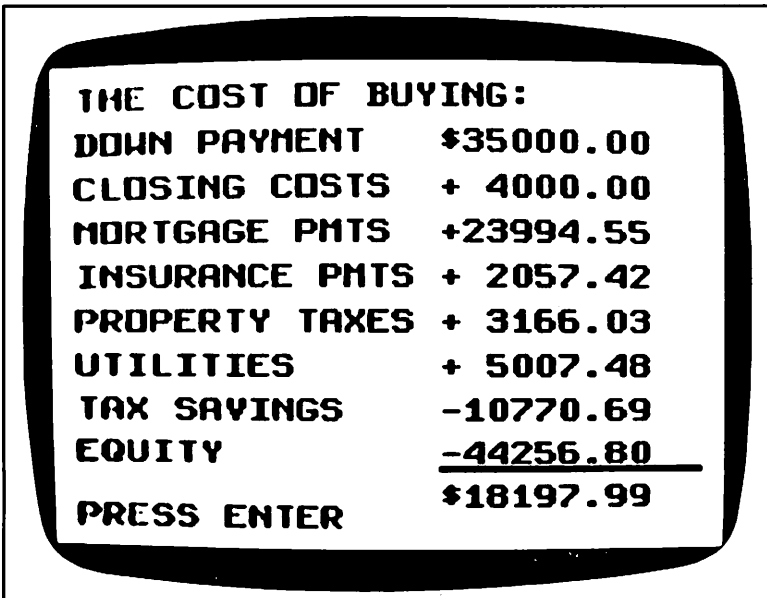 THE COST OF BUYING:
DOWN PAYMENT $35000.00
CLOSING COSTS + 4000.00
MORTGAGE PMTS +23994.55
INSURANCE PMTS + 2057.42
PROPERTY TAXES + 3166.03
UTILITIES + 5007.48
TAX SAVINGS -10770.69
EQUITY -44256.80
$18197.99
PRESS ENTER